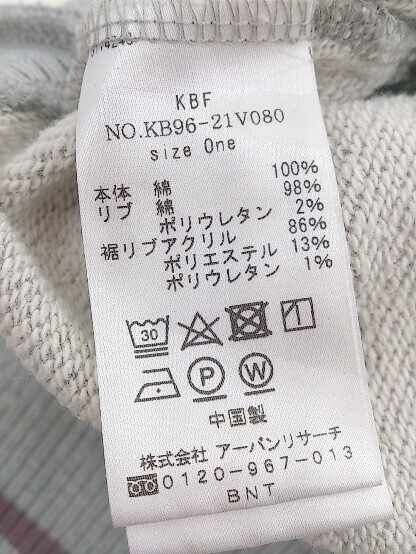 KBF
NO.KB96-21V080
size One
本体 綿 100%
リブ 綿 98%
ポリウレタン 2%
裾リブアクリル 86%
ポリエステル 13%
ポリウレタン 1%
30
P W
中国製
株式会社 アーバンリサーチ
0120-967-013
BNT